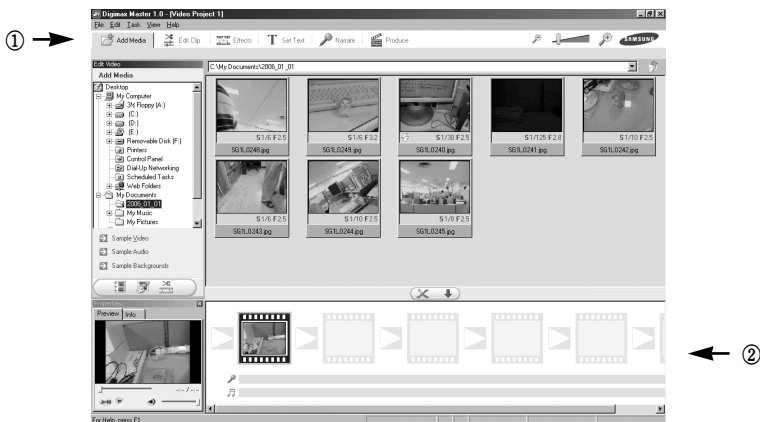 Digimax Master 1.0 - [Video Project 1]
File Edit Task View Help
① Add Media Edit Clip Effects Set Text Narrate Produce SAMSUNG
Edit Video
C:\My Documents\2006_01_01
Add Media
Desktop
My Computer
3½ Floppy (A:)
(C:)
(D:)
(E:)
Removable Disk (F:)
Printers
Control Panel
Dial-Up Networking
Scheduled Tasks
Web Folders
My Documents
2006_01_01
My Music
My Pictures
S1/6 F2.5
SG1L0248.jpg
S1/6 F3.2
SG1L0249.jpg
S1/30 F2.5
SG1L0240.jpg
S1/125 F2.8
SG1L0241.jpg
S1/10 F2.5
SG1L0242.jpg
S1/6 F2.5
SG1L0243.jpg
S1/10 F2.5
SG1L0244.jpg
S1/8 F2.5
SG1L0245.jpg
Sample Video
Sample Audio
Sample Backgrounds
Properties
Preview Info
②
-:-- / -:--
For Help, press F1